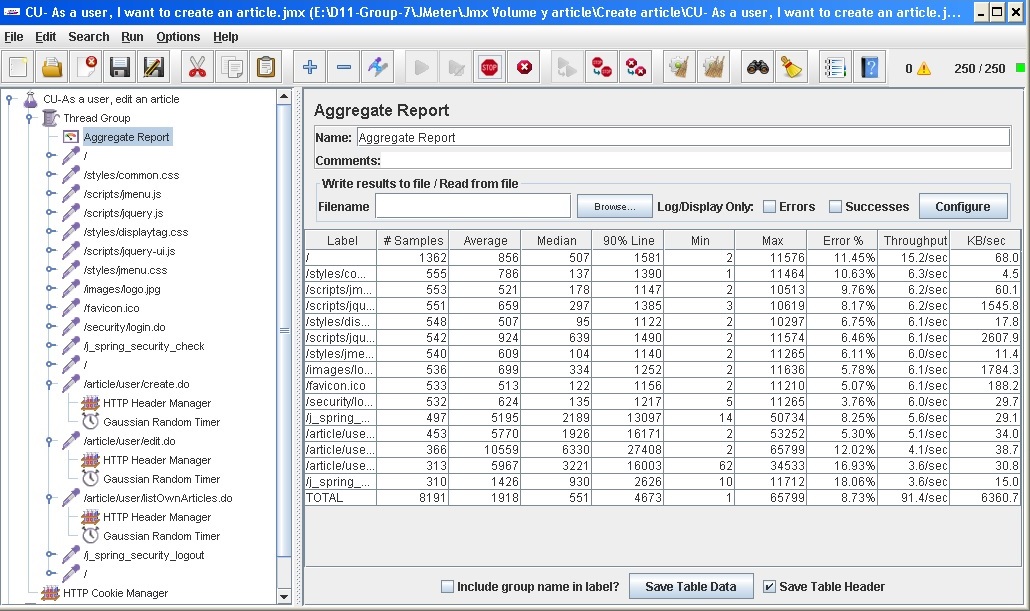 CU- As a user, I want to create an article.jmx (E:\D11-Group-7\JMeter\Jmx Volume y article\Create article\CU- As a user, I want to create an article.j...
File Edit Search Run Options Help
STOP STOP ? 0 250 / 250
CU-As a user, edit an article
Thread Group
Aggregate Report
/
/styles/common.css
/scripts/jmenu.js
/scripts/jquery.js
/styles/displaytag.css
/scripts/jquery-ui.js
/styles/jmenu.css
/images/logo.jpg
/favicon.ico
/security/login.do
/j_spring_security_check
/
/article/user/create.do
HTTP Header Manager
Gaussian Random Timer
/article/user/edit.do
HTTP Header Manager
Gaussian Random Timer
/article/user/listOwnArticles.do
HTTP Header Manager
Gaussian Random Timer
/j_spring_security_logout
/
HTTP Cookie Manager
Aggregate Report
Name: Aggregate Report
Comments:
Write results to file / Read from file
Filename Browse... Log/Display Only: Errors Successes Configure
Label # Samples Average Median 90% Line Min Max Error % Throughput KB/sec
/ 1362 856 507 1581 2 11576 11.45% 15.2/sec 68.0
/styles/co... 555 786 137 1390 1 11464 10.63% 6.3/sec 4.5
/scripts/jm... 553 521 178 1147 2 10513 9.76% 6.2/sec 60.1
/scripts/jqu... 551 659 297 1385 3 10619 8.17% 6.2/sec 1545.8
/styles/dis... 548 507 95 1122 2 10297 6.75% 6.1/sec 17.8
/scripts/jqu... 542 924 639 1490 2 11574 6.46% 6.1/sec 2607.9
/styles/jme... 540 609 104 1140 2 11265 6.11% 6.0/sec 11.4
/images/lo... 536 699 334 1252 2 11636 5.78% 6.1/sec 1784.3
/favicon.ico 533 513 122 1156 2 11210 5.07% 6.1/sec 188.2
/security/lo... 532 624 135 1217 5 11265 3.76% 6.0/sec 29.7
/j_spring_... 497 5195 2189 13097 14 50734 8.25% 5.6/sec 29.1
/article/use... 453 5770 1926 16171 2 53252 5.30% 5.1/sec 34.0
/article/use... 366 10559 6330 27408 2 65799 12.02% 4.1/sec 38.7
/article/use... 313 5967 3221 16003 62 34533 16.93% 3.6/sec 30.8
/j_spring_... 310 1426 930 2626 10 11712 18.06% 3.6/sec 15.0
TOTAL 8191 1918 551 4673 1 65799 8.73% 91.4/sec 6360.7
Include group name in label? Save Table Data Save Table Header